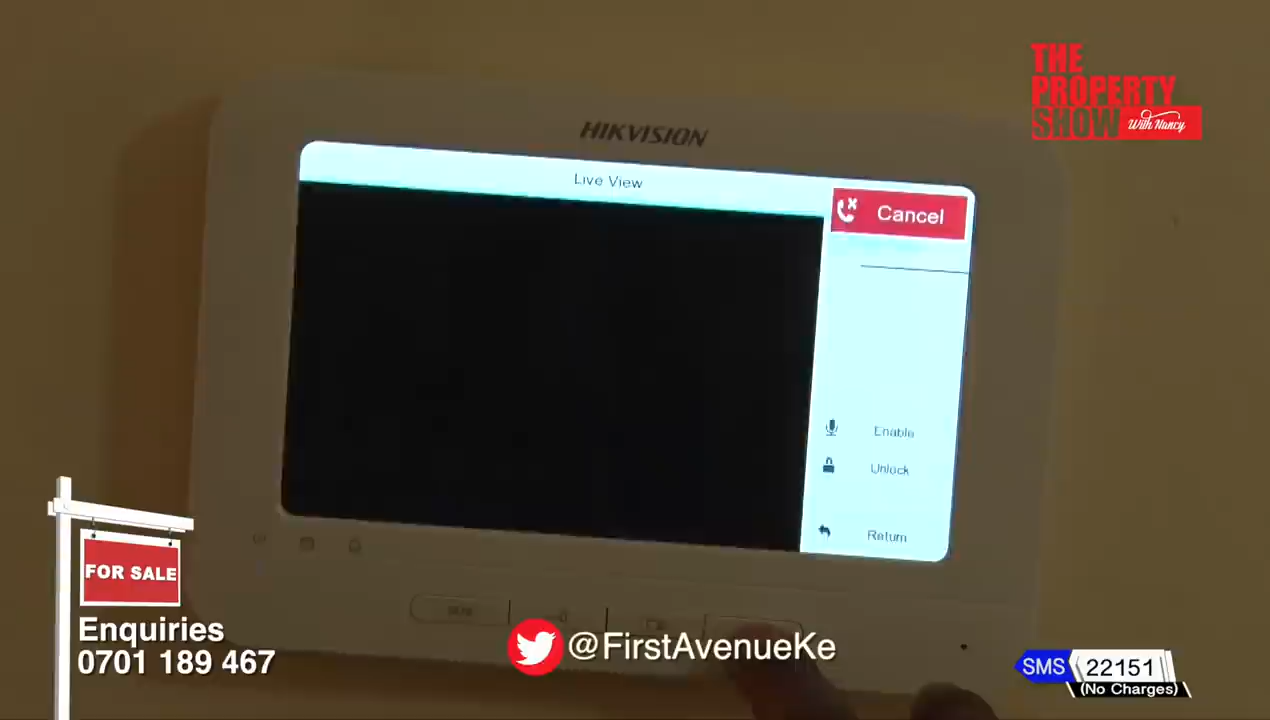 THE
PROPERTY
SHOW
With Nancy
HIKVISION
Live View
Cancel
Enable
Unlock
Return
FOR SALE
Enquiries
0701 189 467
@FirstAvenueKe
SMS 22151
(No Charges)